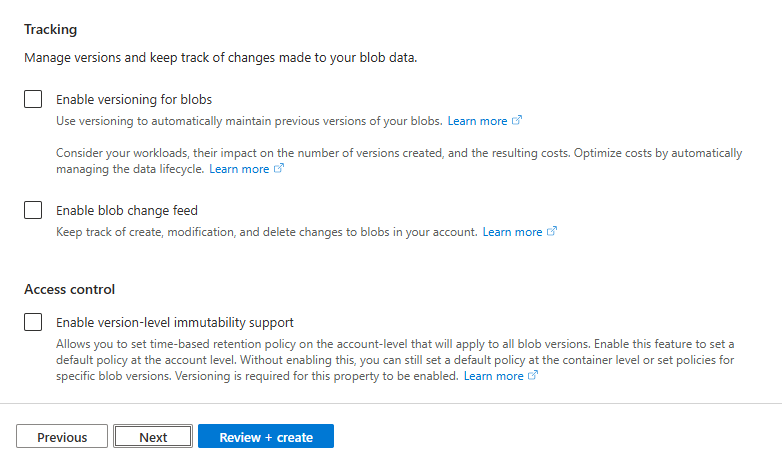 Tracking
Manage versions and keep track of changes made to your blob data.
Enable versioning for blobs
Use versioning to automatically maintain previous versions of your blobs. Learn more
Consider your workloads, their impact on the number of versions created, and the resulting costs. Optimize costs by automatically
managing the data lifecycle. Learn more
Enable blob change feed
Keep track of create, modification, and delete changes to blobs in your account. Learn more
Access control
Enable version-level immutability support
Allows you to set time-based retention policy on the account-level that will apply to all blob versions. Enable this feature to set a
default policy at the account level. Without enabling this, you can still set a default policy at the container level or set policies for
specific blob versions. Versioning is required for this property to be enabled. Learn more
Previous Next Review + create